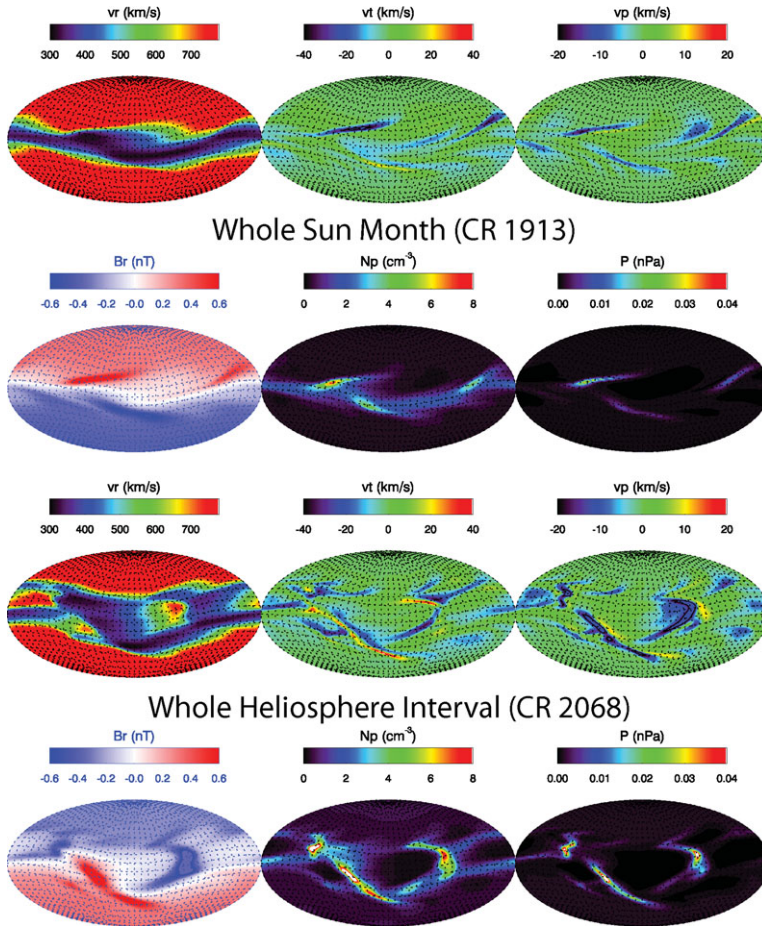 vr (km/s) vt (km/s) vp (km/s)
300 400 500 600 700 -40 -20 0 20 40 -20 -10 0 10 20
Whole Sun Month (CR 1913)
Br (nT) Np (cm⁻³) P (nPa)
-0.6 -0.4 -0.2 -0.0 0.2 0.4 0.6 0 2 4 6 8 0.00 0.01 0.02 0.03 0.04
vr (km/s) vt (km/s) vp (km/s)
300 400 500 600 700 -40 -20 0 20 40 -20 -10 0 10 20
Whole Heliosphere Interval (CR 2068)
Br (nT) Np (cm⁻³) P (nPa)
-0.6 -0.4 -0.2 -0.0 0.2 0.4 0.6 0 2 4 6 8 0.00 0.01 0.02 0.03 0.04